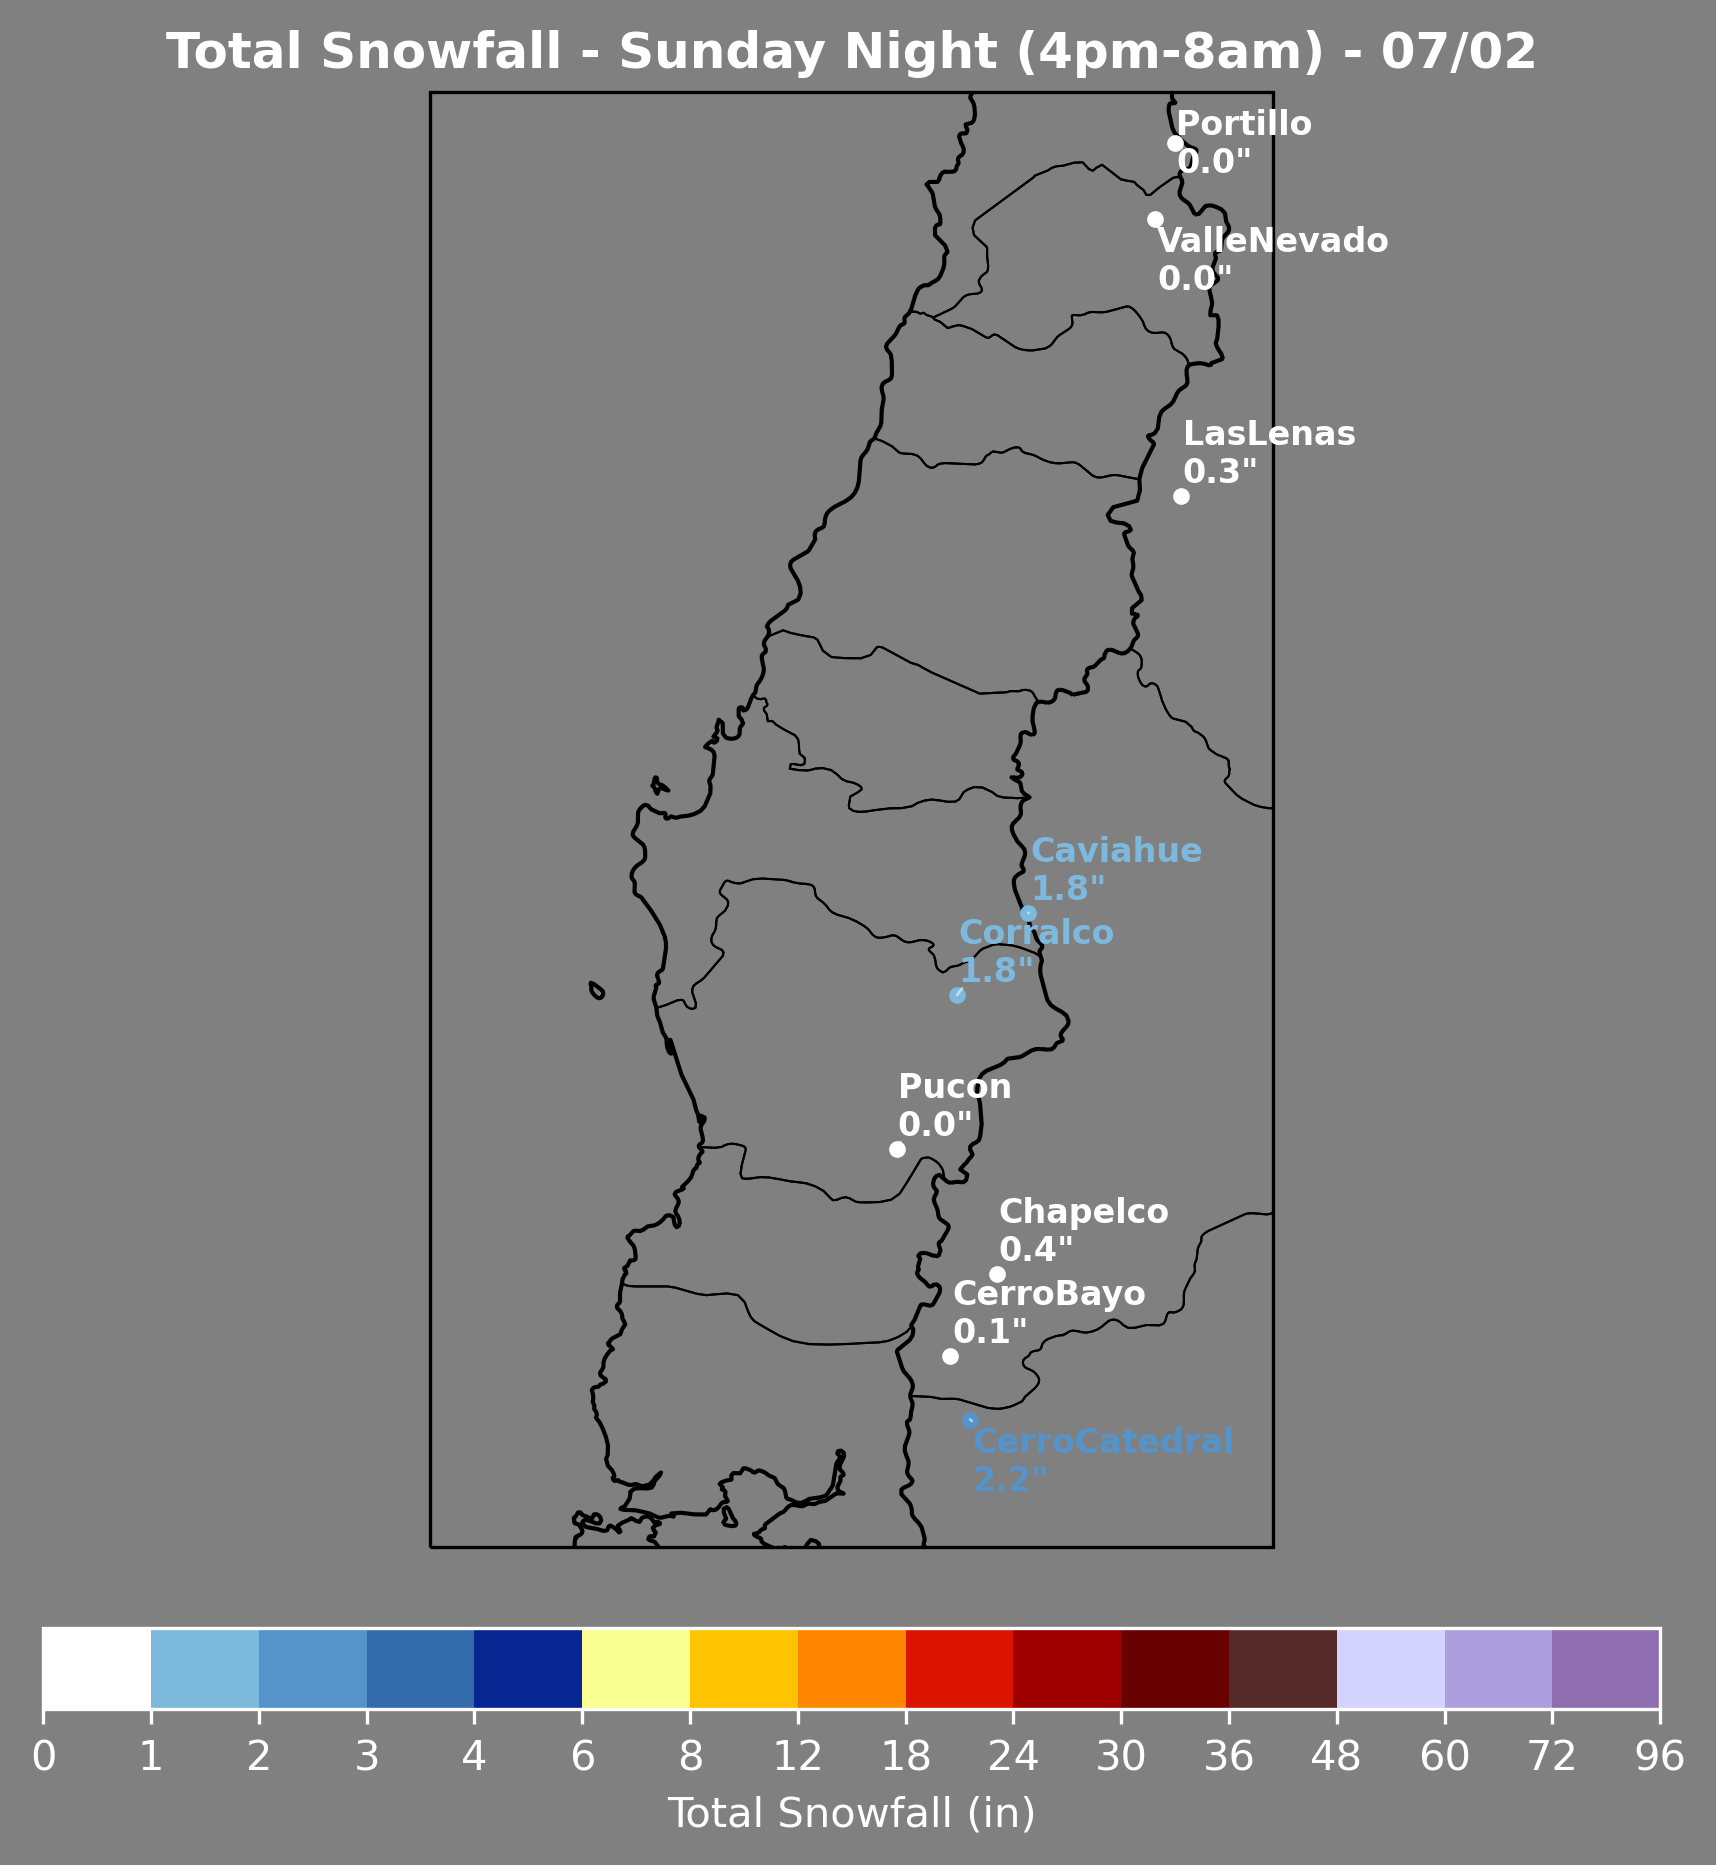 Total Snowfall - Sunday Night (4pm-8am) - 07/02
Portillo
0.0"
ValleNevado
0.0"
LasLenas
0.3"
Caviahue
1.8"
Corralco
1.8"
Pucon
0.0"
Chapelco
0.4"
CerroBayo
0.1"
CerroCatedral
2.2"
0 1 2 3 4 6 8 12 18 24 30 36 48 60 72 96
Total Snowfall (in)